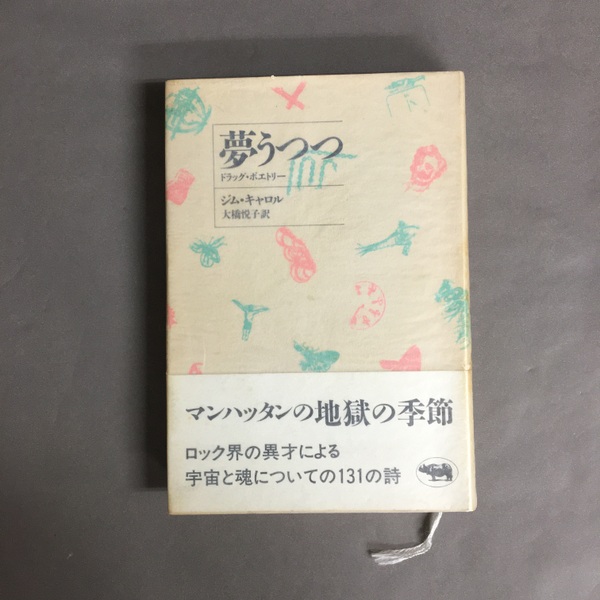 夢うつつ
ドラッグ・ポエトリー
ジム・キャロル
大橋悦子訳
マンハッタンの地獄の季節
ロック界の異才による
宇宙と魂についての131の詩